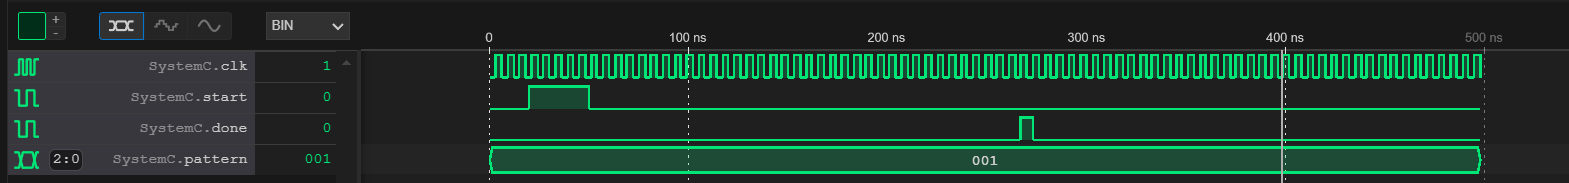 +
-
BIN
0 100 ns 200 ns 300 ns 400 ns 500 ns
SystemC.clk 1
SystemC.start 0
SystemC.done 0
2:0 SystemC.pattern 001 001